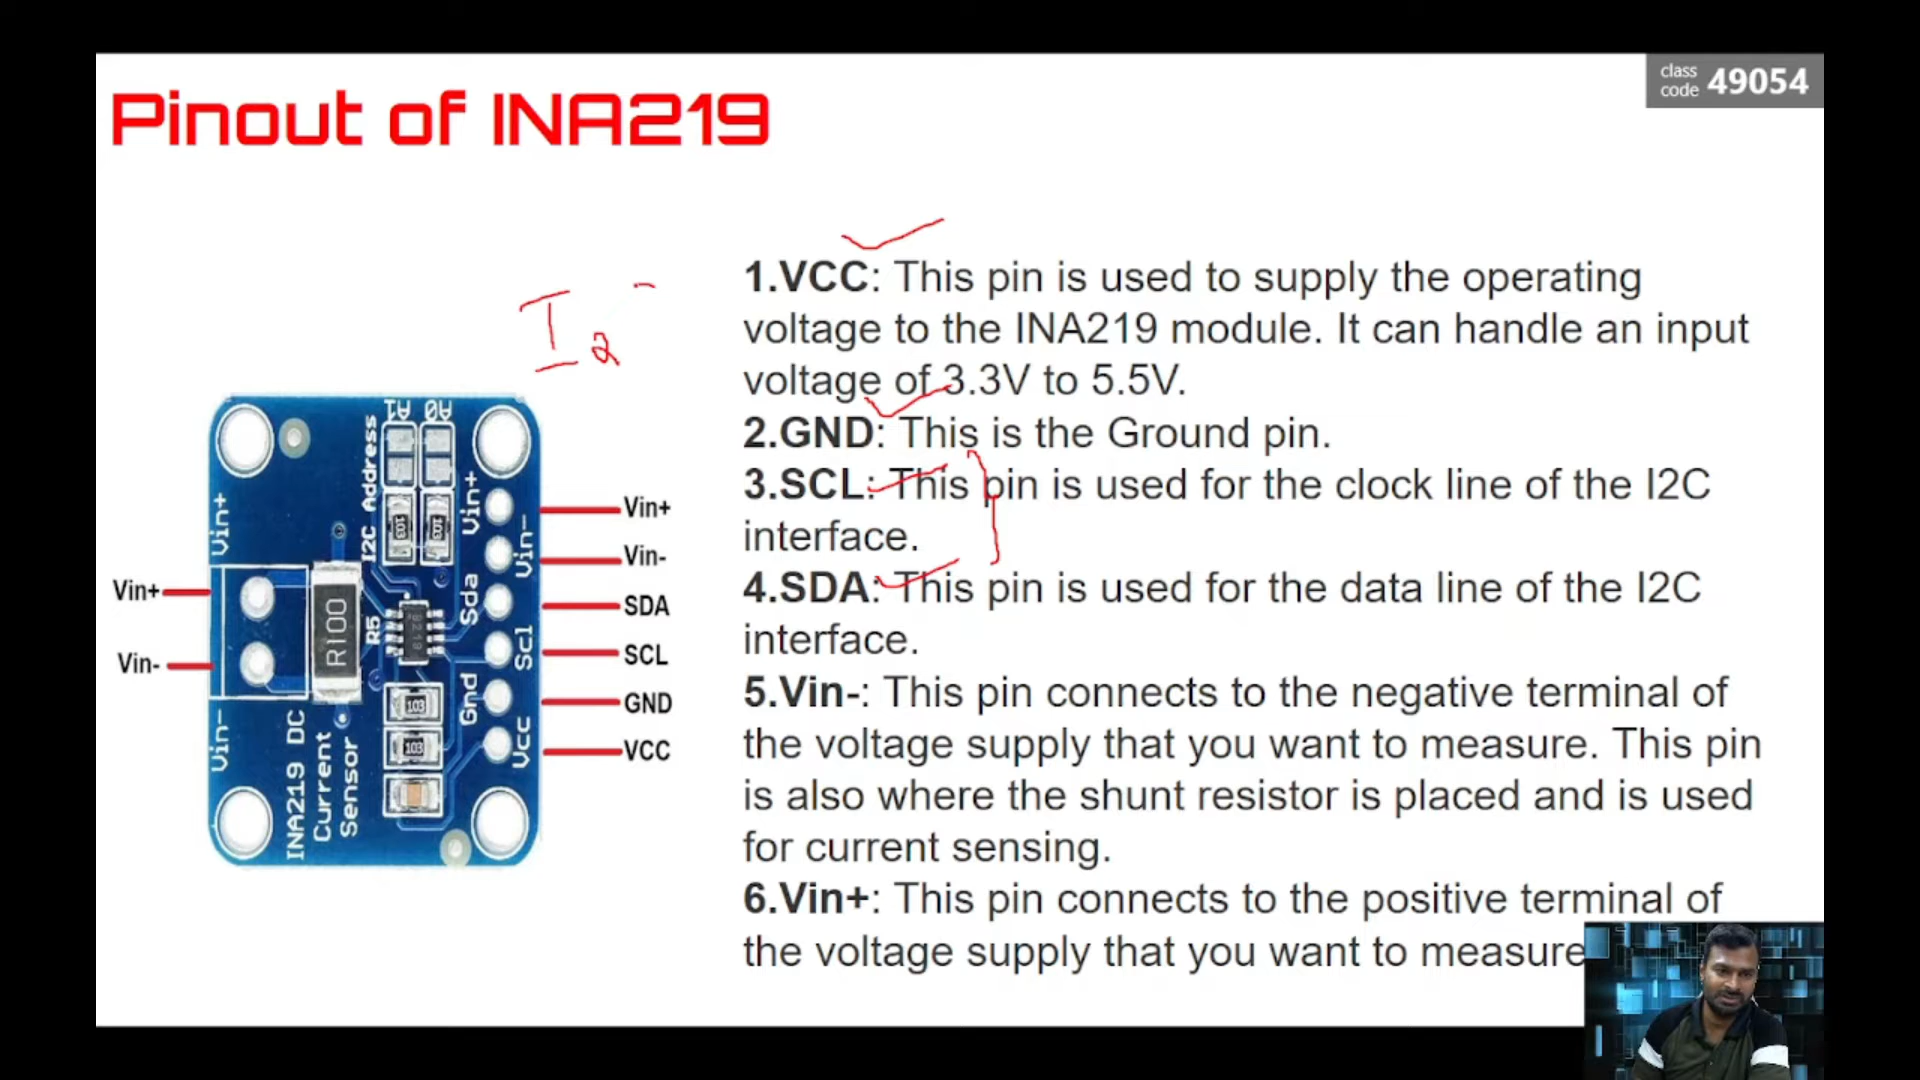 class code 49054
Pinout of INA219
1.VCC: This pin is used to supply the operating
voltage to the INA219 module. It can handle an input
voltage of 3.3V to 5.5V.
2.GND: This is the Ground pin.
3.SCL: This pin is used for the clock line of the I2C
interface.
4.SDA: This pin is used for the data line of the I2C
interface.
5.Vin-: This pin connects to the negative terminal of
the voltage supply that you want to measure. This pin
is also where the shunt resistor is placed and is used
for current sensing.
6.Vin+: This pin connects to the positive terminal of
the voltage supply that you want to measure
I2
Vin+
Vin-
Vin+
Vin-
SDA
SCL
GND
VCC
A1
A0
I2C Address
Vin+
Vin-
Vin+
Vin-
Sda
Scl
Gnd
Vcc
103
103
R5
R100
103
103
INA219 DC
Current
Sensor